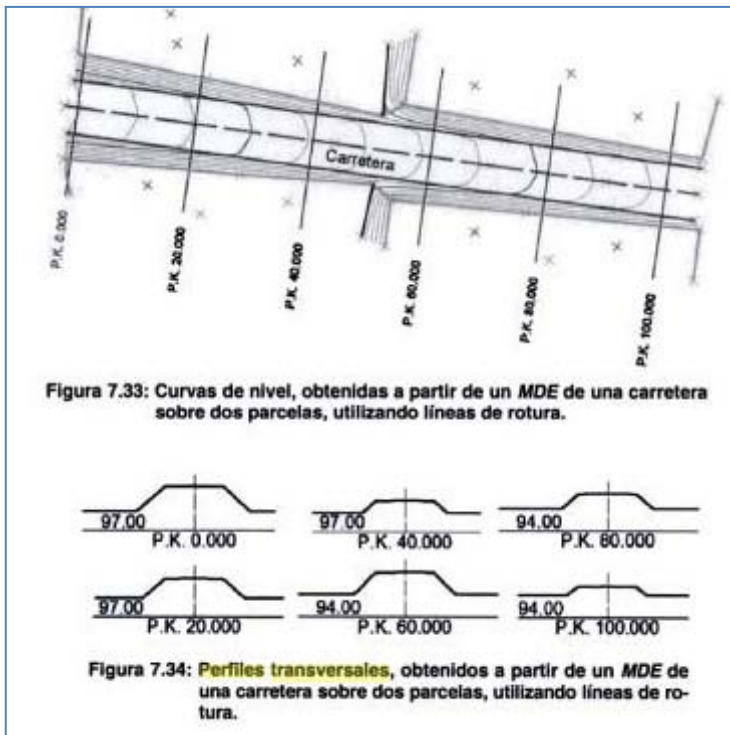 Carretera
P.K. 0.000
P.K. 20.000
P.K. 40.000
P.K. 60.000
P.K. 80.000
P.K. 100.000
Figura 7.33: Curvas de nivel, obtenidas a partir de un MDE de una carretera
sobre dos parcelas, utilizando líneas de rotura.
97.00
P.K. 0.000
97.00
P.K. 40.000
94.00
P.K. 80.000
97.00
P.K. 20.000
94.00
P.K. 60.000
94.00
P.K. 100.000
Figura 7.34: Perfiles transversales, obtenidos a partir de un MDE de
una carretera sobre dos parcelas, utilizando líneas de ro-
tura.